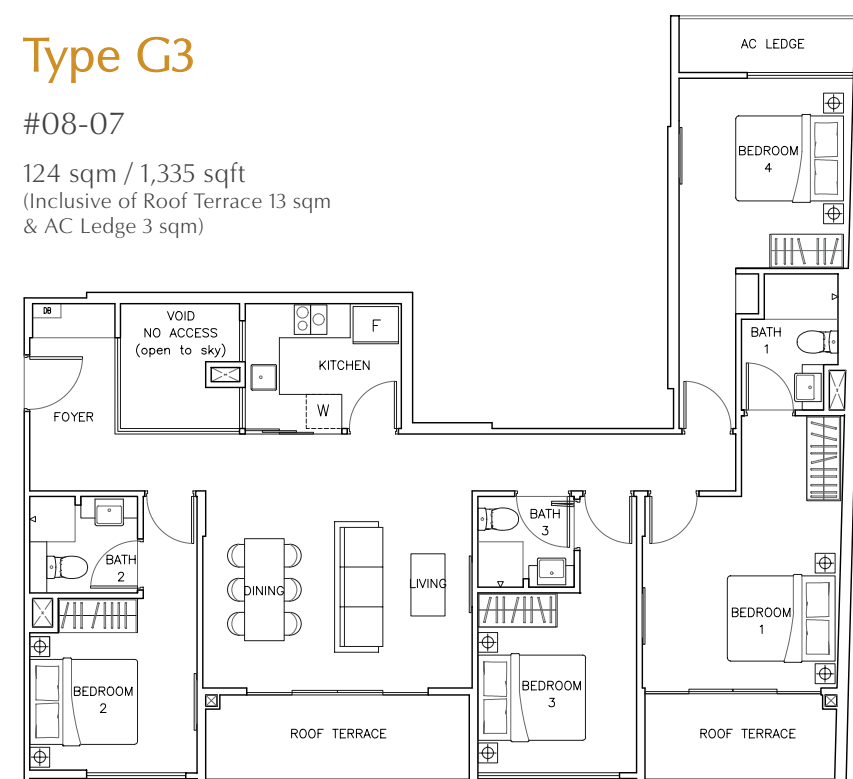 Type G3
#08-07
124 sqm / 1,335 sqft
(Inclusive of Roof Terrace 13 sqm
& AC Ledge 3 sqm)
AC LEDGE
BEDROOM
4
DB
VOID
NO ACCESS
(open to sky)
F
KITCHEN
W
FOYER
BATH
1
BATH
2
BATH
3
DINING
LIVING
BEDROOM
1
BEDROOM
2
BEDROOM
3
ROOF TERRACE
ROOF TERRACE